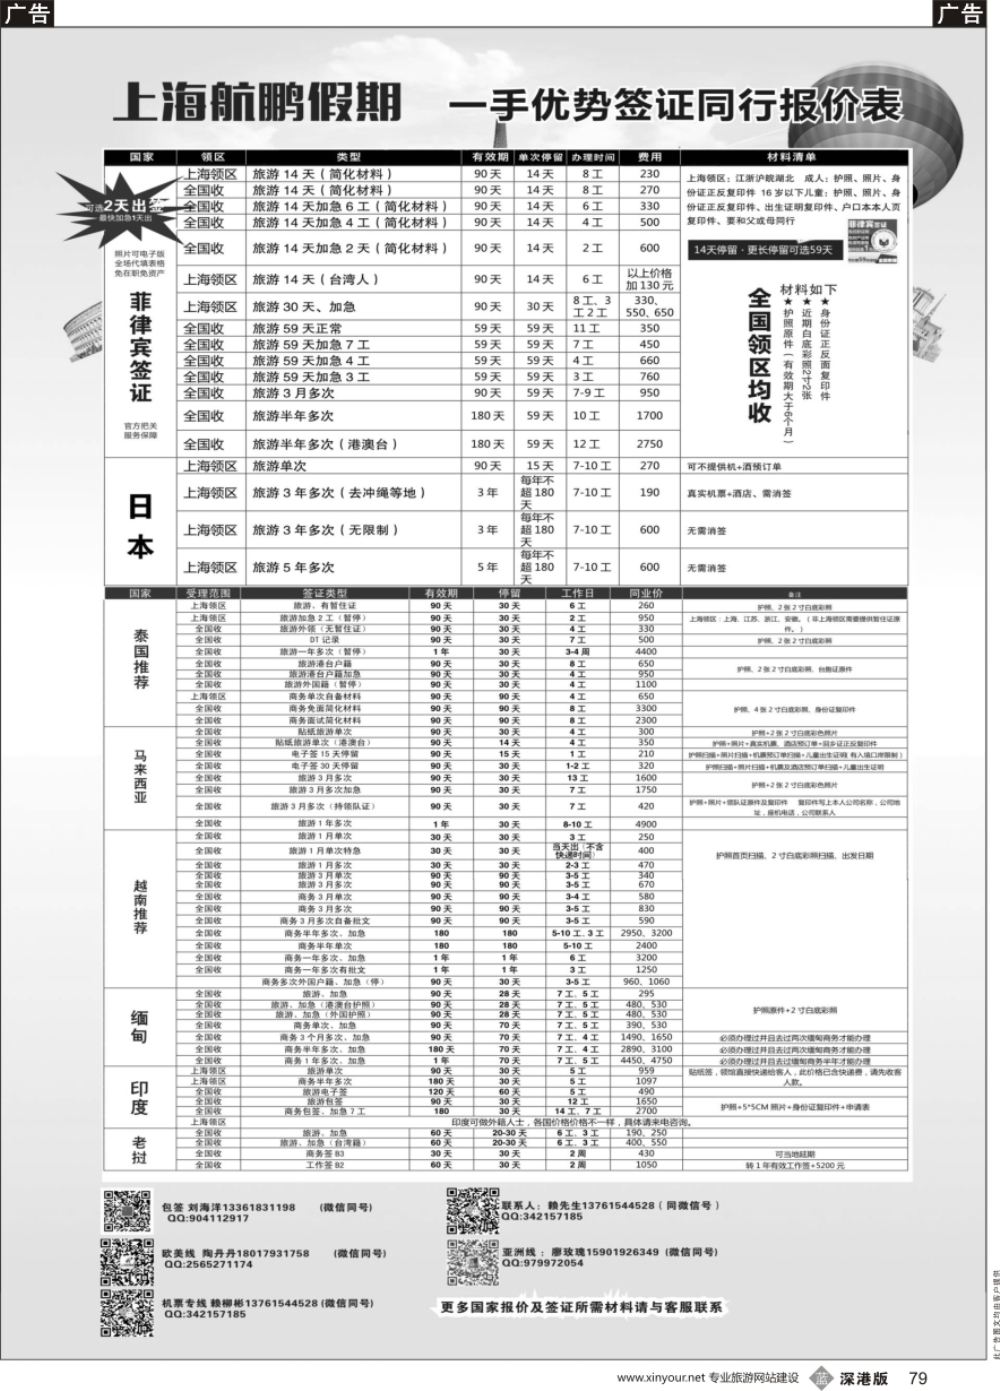 广告
广告
上海航鹏假期 一手优势签证同行报价表
国家 领区 类型 有效期 单次停留 办理时间 费用 材料清单
可选2天出签
最快加急1天出
照片可电子版
全场代填表格
免在职免资产
菲律宾签证
官方把关
服务保障
上海领区 旅游 14 天（简化材料） 90 天 14 天 8 工 230
全国收 旅游 14 天（简化材料） 90 天 14 天 8 工 270
全国收 旅游 14 天加急 6 工（简化材料） 90 天 14 天 6 工 330
全国收 旅游 14 天加急 4 工（简化材料） 90 天 14 天 4 工 500
全国收 旅游 14 天加急 2 天（简化材料） 90 天 14 天 2 工 600
上海领区 旅游 14 天（台湾人） 90 天 14 天 6 工 以上价格加 130 元
上海领区 旅游 30 天、加急 90 天 30 天 8 工、3 工 2 工 330、550、650
全国收 旅游 59 天正常 59 天 59 天 11 工 350
全国收 旅游 59 天加急 7 工 59 天 59 天 7 工 450
全国收 旅游 59 天加急 4 工 59 天 59 天 4 工 660
全国收 旅游 59 天加急 3 工 59 天 59 天 3 工 760
全国收 旅游 3 月多次 90 天 59 天 7-9 工 950
全国收 旅游半年多次 180 天 59 天 10 工 1700
全国收 旅游半年多次（港澳台） 180 天 59 天 12 工 2750
上海领区：江浙沪皖湖北 成人：护照、照片、身
份证正反复印件 16 岁以下儿童：护照、照片、身
份证正反复印件、出生证明复印件、户口本本人页
复印件、要和父或母同行
14天停留·更长停留可选59天
菲律宾签证
全国领区均收
材料如下
★身份证正反面复印件
★近期白底彩照2寸2张
★护照原件(有效期大于6个月)
日本
上海领区 旅游单次 90 天 15 天 7-10 工 270 可不提供机+酒预订单
上海领区 旅游 3 年多次（去冲绳等地） 3 年 每年不超 180 天 7-10 工 190 真实机票+酒店、需消签
上海领区 旅游 3 年多次（无限制） 3 年 每年不超 180 天 7-10 工 600 无需消签
上海领区 旅游 5 年多次 5 年 每年不超 180 天 7-10 工 600 无需消签
国家 受理范围 签证类型 有效期 停留 工作日 同业价 备注
泰国推荐
上海领区 旅游、有暂住证 90 天 30 天 6 工 260 护照、2 张 2 寸白底彩照
上海领区 旅游加急 2 工（暂停） 90 天 30 天 2 工 950 上海领区：上海、江苏、浙江、安徽。（非上海领区需要提供暂住证原件。）
全国收 旅游外领（无暂住证） 90 天 30 天 4 工 330
全国收 DT 记录 90 天 30 天 7 工 500 护照、2 张 2 寸白底彩照
全国收 旅游一年多次（暂停） 1 年 30 天 3-4 周 4400
全国收 旅游港台户籍 90 天 30 天 8 工 650 护照、2 张 2 寸白底彩照、台胞证原件
全国收 旅游港台户籍加急 90 天 30 天 4 工 950
全国收 旅游外国籍（暂停） 90 天 30 天 4 工 1100
上海领区 商务单次自备材料 90 天 90 天 4 工 650 护照、4 张 2 寸白底彩照、身份证复印件
全国收 商务免面简化材料 90 天 90 天 8 工 3300
全国收 商务面试简化材料 90 天 90 天 8 工 2300
马来西亚
全国收 贴纸旅游单次 90 天 30 天 4 工 300 护照+2 张 2 寸白底彩色照片
全国收 贴纸旅游单次（港澳台） 90 天 14 天 4 工 350 护照+照片+真实机票、酒店预订单+回乡证正反复印件
全国收 电子签 15 天停留 90 天 15 天 1 工 210 护照扫描+照片扫描+机票预订单扫描+儿童出生证明(有入境口岸限制)
全国收 电子签 30 天停留 90 天 30 天 1-2 工 320 护照扫描+照片扫描+机票及酒店预订单扫描+儿童出生证明
全国收 旅游 3 月多次 90 天 30 天 13 工 1600 护照+2 张 2 寸白底彩色照片
全国收 旅游 3 月多次加急 90 天 30 天 7 工 1750
全国收 旅游 3 月多次（持领队证） 90 天 30 天 7 工 420 护照+照片+领队证原件及复印件 复印件写上本人公司名称，公司地址，座机电话，公司联系人
全国收 旅游 1 年多次 1 年 30 天 8-10 工 4900
越南推荐
全国收 旅游 1 月单次 30 天 30 天 3 工 250 护照首页扫描、2 寸白底彩照扫描、出发日期
全国收 旅游 1 月单次特急 30 天 30 天 当天出（不含快递时间） 400
全国收 旅游 1 月多次 30 天 30 天 2-3 工 470
全国收 旅游 3 月单次 90 天 90 天 3-5 工 340
全国收 旅游 3 月多次 90 天 90 天 3-5 工 670
全国收 商务 3 月单次 90 天 90 天 3-4 工 580
全国收 商务 3 月多次 90 天 90 天 3-5 工 830
全国收 商务 3 月多次自备批文 90 天 90 天 3-5 工 590
全国收 商务半年多次、加急 180 180 5-10 工、3 工 2950、3200
全国收 商务半年单次 180 180 5-10 工 2400
全国收 商务一年多次、加急 1 年 1 年 6 工 3200
全国收 商务一年多次有批文 1 年 1 年 3 工 1250
商务多次外国户籍、加急（停） 90 天 30 天 3-5 工 960、1060
缅甸
全国收 旅游、加急 90 天 28 天 7 工、5 工 295 护照原件+2 寸白底彩照
全国收 旅游、加急（港澳台护照） 90 天 28 天 7 工、5 工 480、530
全国收 旅游、加急（外国护照） 90 天 28 天 7 工、5 工 480、530
全国收 商务单次、加急 90 天 70 天 7 工、5 工 390、530
全国收 商务 3 个月多次、加急 90 天 70 天 7 工、4 工 1490、1650 必须办理过并且去过两次缅甸商务才能办理
全国收 商务半年多次、加急 180 天 70 天 7 工、4 工 2890、3100 必须办理过并且去过两次缅甸商务才能办理
全国收 商务 1 年多次、加急 1 年 70 天 7 工、5 工 4450、4750 必须办理过并且去过缅甸商务半年才能办理
印度
上海领区 旅游单次 90 天 30 天 5 工 959 贴纸签，领馆直接快递给客人，此价格已含快递费，请先收客人款。
上海领区 商务半年多次 180 天 30 天 5 工 1097
全国收 旅游电子签 120 天 60 天 5 工 490 护照+5*5CM 照片+身份证复印件+申请表
全国收 旅游包签 90 天 30 天 12 工 1650
全国收 商务包签、加急 7 工 180 30 天 14 工、7 工 2700
上海领区 印度可做外籍人士，各国价格价格不一样，具体请来电咨询。
老挝
全国收 旅游、加急 60 天 20-30 天 6 工、3 工 190、250
全国收 旅游、加急（台湾籍） 60 天 20-30 天 6 工、3 工 400、550
全国收 商务签 B3 30 天 30 天 2 周 430 可当地延期
全国收 工作签 B2 60 天 30 天 2 周 1050 转 1 年有效工作签+5200 元
包签 刘海洋13361831198 (微信同号)
QQ:904112917
联系人：赖先生13761544528（同微信号）
QQ:342157185
欧美线 陶丹丹18017931758 (微信同号)
QQ:2565271174
亚洲线：廖玫瑰15901926349 (微信同号)
QQ:979972054
机票专线 赖柳彬13761544528 (微信同号)
QQ:342157185
更多国家报价及签证所需材料请与客服联系
此广告图文均由客户提供
www.xinyour.net 专业旅游网站建设 蓝 深港版 79